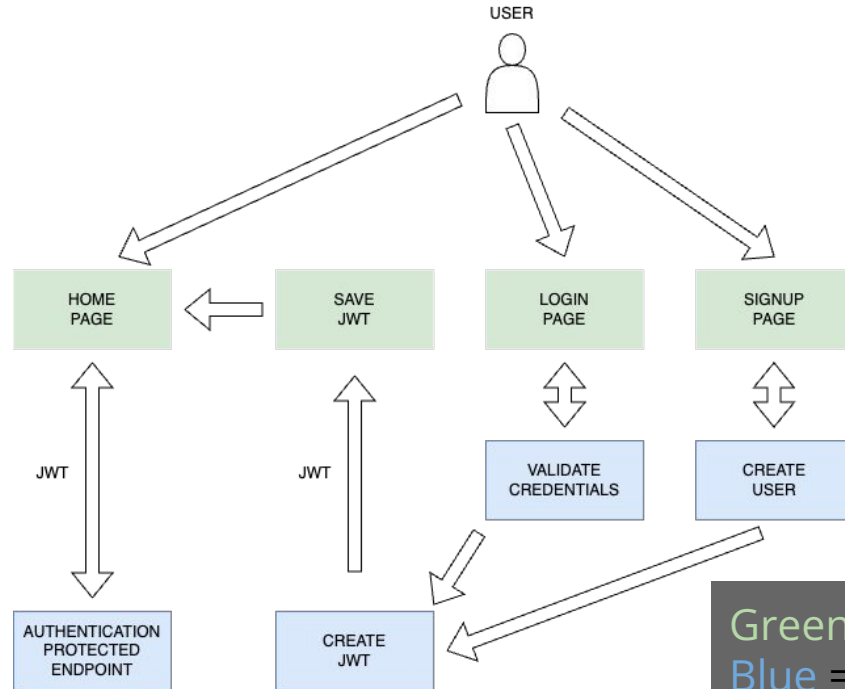 USER
HOME
PAGE
SAVE
JWT
LOGIN
PAGE
SIGNUP
PAGE
JWT
JWT
VALIDATE
CREDENTIALS
CREATE
USER
AUTHENTICATION
PROTECTED
ENDPOINT
CREATE
JWT
Green
Blue =